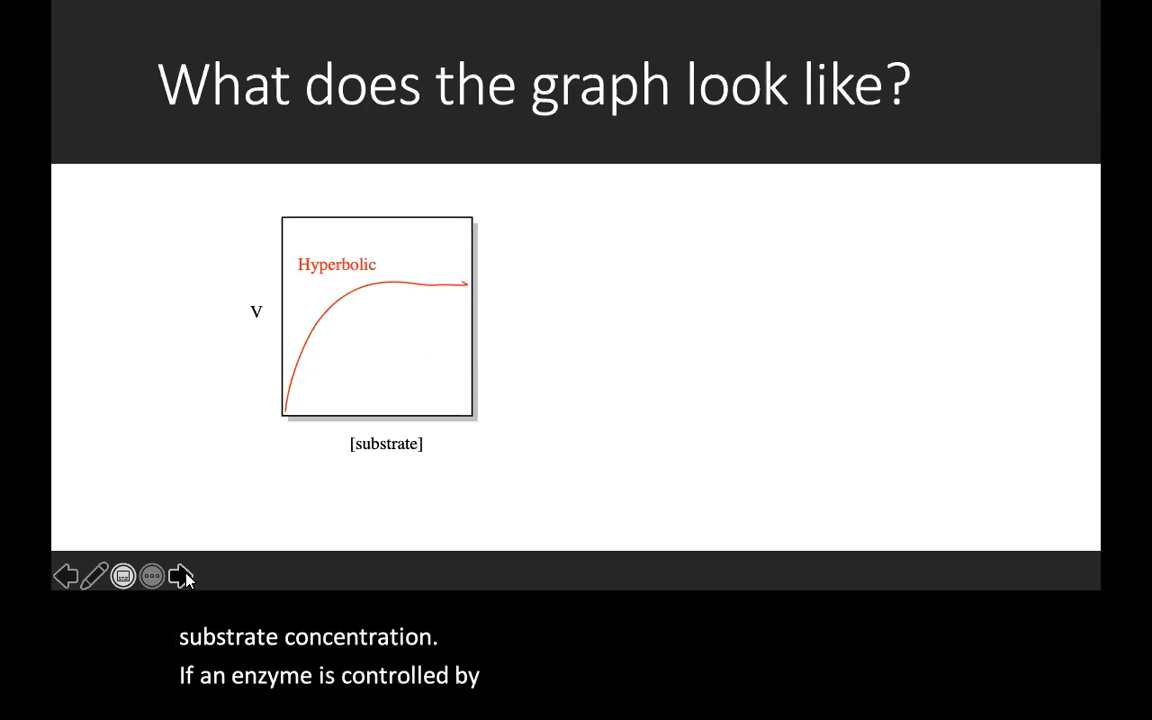 What does the graph look like?
Hyperbolic
V
[substrate]
substrate concentration.
If an enzyme is controlled by